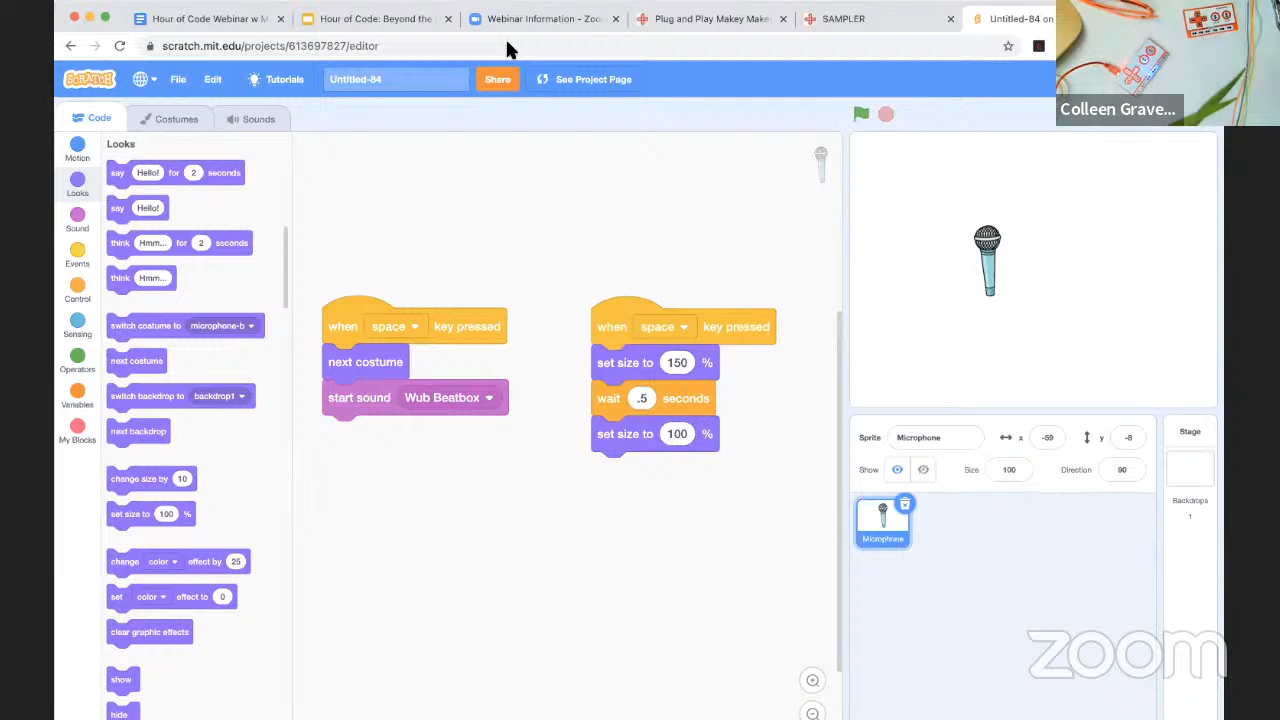 Hour of Code Webinar w M
Hour of Code: Beyond the
Webinar Information - Zoo
Plug and Play Makey Make
SAMPLER
Untitled-84 on
scratch.mit.edu/projects/613697827/editor
SCRATCH
File
Edit
Tutorials
Untitled-84
Share
See Project Page
Colleen Grave...
Code
Costumes
Sounds
Motion
Looks
Sound
Events
Control
Sensing
Operators
Variables
My Blocks
Looks
say Hello! for 2 seconds
say Hello!
think Hmm... for 2 seconds
think Hmm...
switch costume to microphone-b
next costume
switch backdrop to backdrop1
next backdrop
change size by 10
set size to 100 %
change color effect by 25
set color effect to 0
clear graphic effects
show
hide
when space key pressed
next costume
start sound Wub Beatbox
when space key pressed
set size to 150 %
wait .5 seconds
set size to 100 %
Sprite Microphone x -59 y -8
Show Size 100 Direction 90
Microphone
Stage
Backdrops
1
zoom